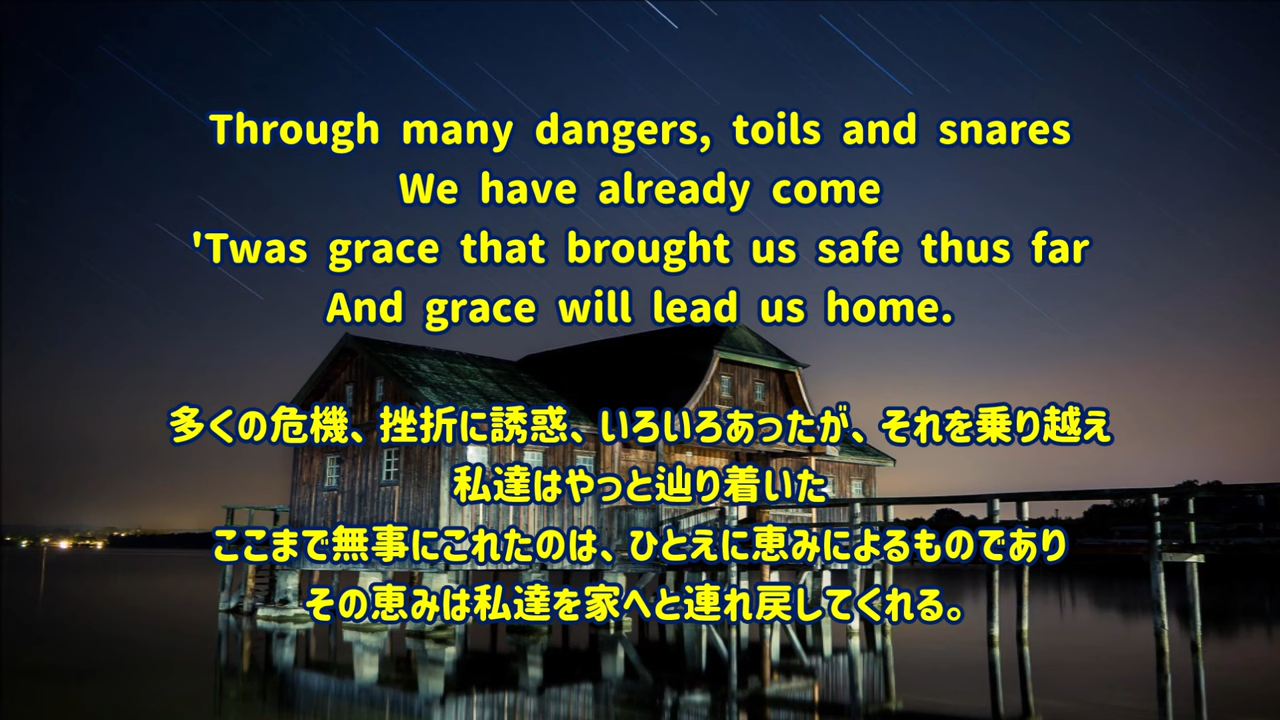 Through many dangers, toils and snares
We have already come
'Twas grace that brought us safe thus far
And grace will lead us home.
多くの危機、挫折に誘惑、いろいろあったが、それを乗り越え
私達はやっと辿り着いた
ここまで無事にこれたのは、ひとえに恵みによるものであり
その恵みは私達を家へと連れ戻してくれる。